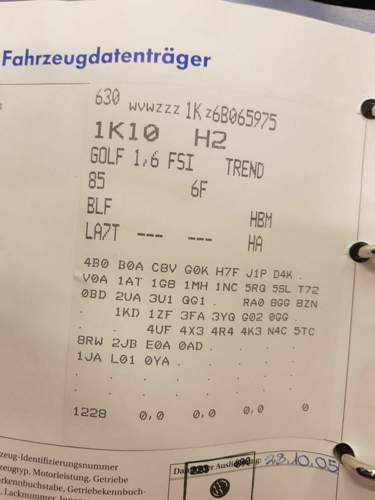 Fahrzeugdatenträger
630 WVWZZZ 1K Z6B065975
1K10 H2
GOLF 1,6 FSI TREND
85 6F
BLF HBM
LA7T --- --- HA
4B0 B0A C8V G0K H7F J1P D4K .
V0A 1AT 1G8 1MH 1NC 5RQ 5SL T72
0BD 2UA 3U1 QG1 . RA0 8GG 8ZN
. 1KD 1ZF 3FA 3YQ G02 0GG .
. 4UF 4X3 4R4 4K3 N4C 5TC
8RW 2JB E0A 0AD .
1JA L01 0YA . .
1228 0,0 0,0 0,0 0
zeug-Identifizierungsnummer
zeugtyp, Motorleistung, Getriebe
erkennbuchstabe, Getriebekennbuch-
23.10.05